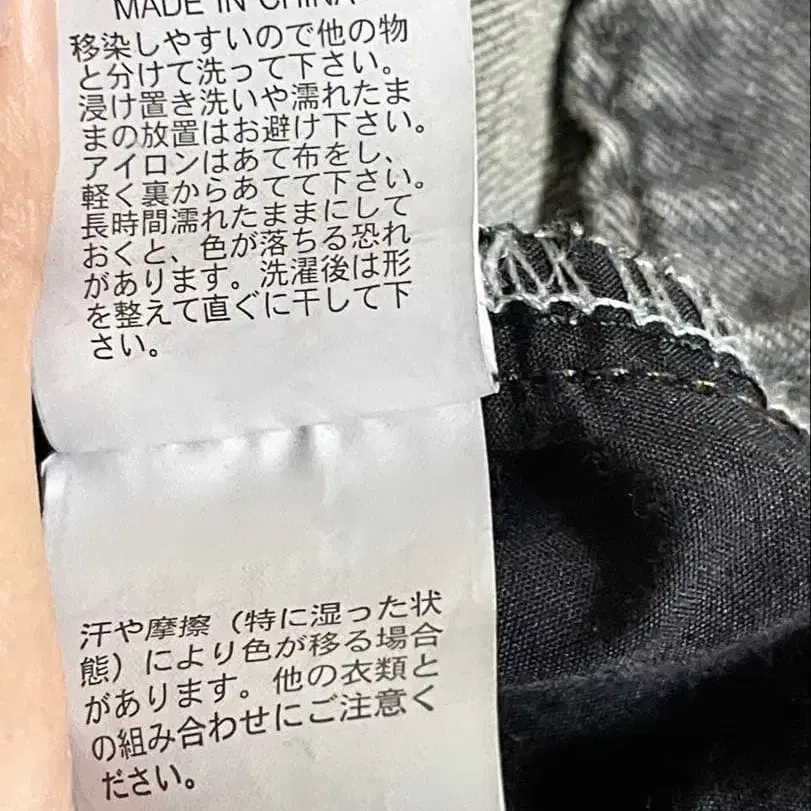 MADE IN CHINA
移染しやすいので他の物
と分けて洗って下さい。
浸け置き洗いや濡れたま
まの放置はお避け下さい。
アイロンはあて布をし、
軽く裏からあてて下さい。
長時間濡れたままにして
おくと、色が落ちる恐れ
があります。洗濯後は形
を整えて直ぐに干して下
さい。
汗や摩擦（特に湿った状
態）により色が移る場合
があります。他の衣類と
の組み合わせにご注意く
ださい。